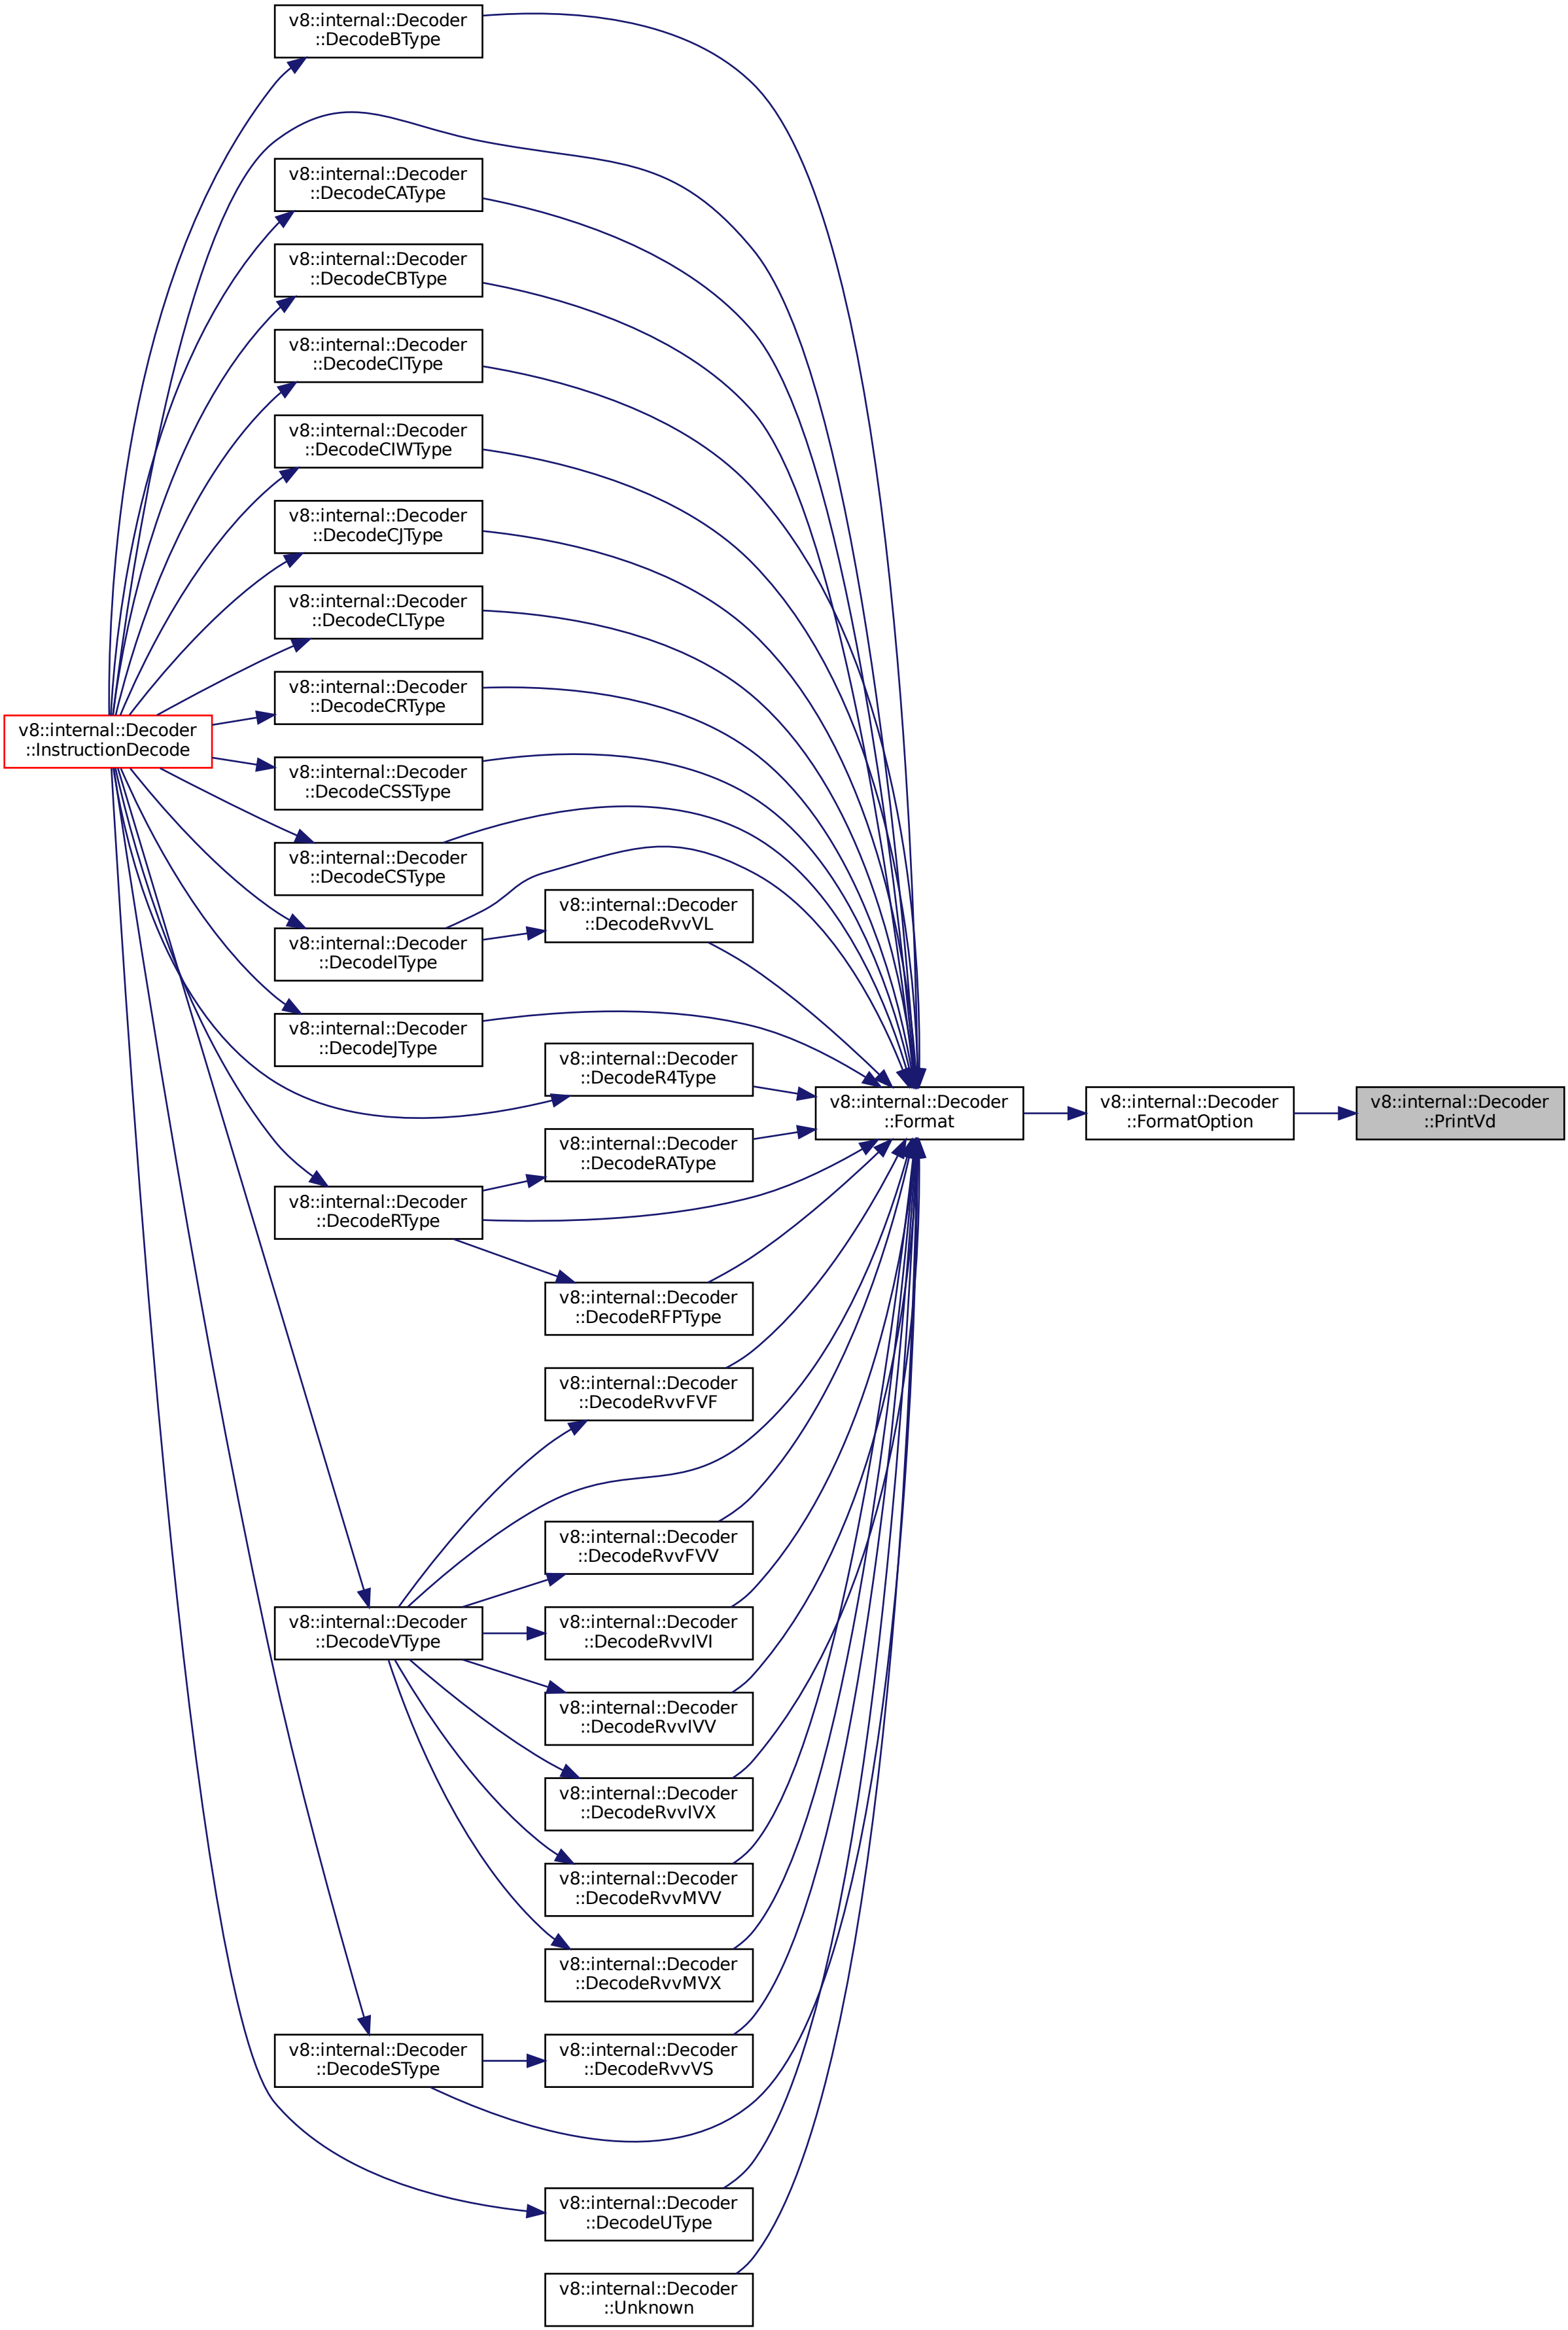 v8::internal::Decoder
::DecodeBType
v8::internal::Decoder
::DecodeCAType
v8::internal::Decoder
::DecodeCBType
v8::internal::Decoder
::DecodeCIType
v8::internal::Decoder
::DecodeCIWType
v8::internal::Decoder
::DecodeCJType
v8::internal::Decoder
::DecodeCLType
v8::internal::Decoder
::DecodeCRType
v8::internal::Decoder
::InstructionDecode
v8::internal::Decoder
::DecodeCSSType
v8::internal::Decoder
::DecodeCSType
v8::internal::Decoder
::DecodeRvvVL
v8::internal::Decoder
::DecodeIType
v8::internal::Decoder
::DecodeJType
v8::internal::Decoder
::DecodeR4Type
v8::internal::Decoder
::Format
v8::internal::Decoder
::FormatOption
v8::internal::Decoder
::PrintVd
v8::internal::Decoder
::DecodeRAType
v8::internal::Decoder
::DecodeRType
v8::internal::Decoder
::DecodeRFPType
v8::internal::Decoder
::DecodeRvvFVF
v8::internal::Decoder
::DecodeRvvFVV
v8::internal::Decoder
::DecodeVType
v8::internal::Decoder
::DecodeRvvIVI
v8::internal::Decoder
::DecodeRvvIVV
v8::internal::Decoder
::DecodeRvvIVX
v8::internal::Decoder
::DecodeRvvMVV
v8::internal::Decoder
::DecodeRvvMVX
v8::internal::Decoder
::DecodeSType
v8::internal::Decoder
::DecodeRvvVS
v8::internal::Decoder
::DecodeUType
v8::internal::Decoder
::Unknown